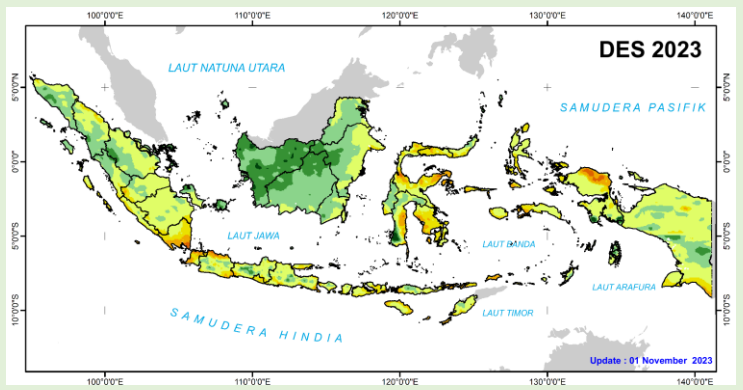 100°0'0"E 110°0'0"E 120°0'0"E 130°0'0"E 140°0'0"E
DES 2023
LAUT NATUNA UTARA
5°0'0"N
5°0'0"N
SAMUDERA PASIFIK
0°0'0"
0°0'0"
LAUT JAWA
LAUT BANDA
5°0'0"S
5°0'0"S
LAUT ARAFURA
SAMUDERA HINDIA
LAUT TIMOR
10°0'0"S
10°0'0"S
Update : 01 November 2023
100°0'0"E 110°0'0"E 120°0'0"E 130°0'0"E 140°0'0"E